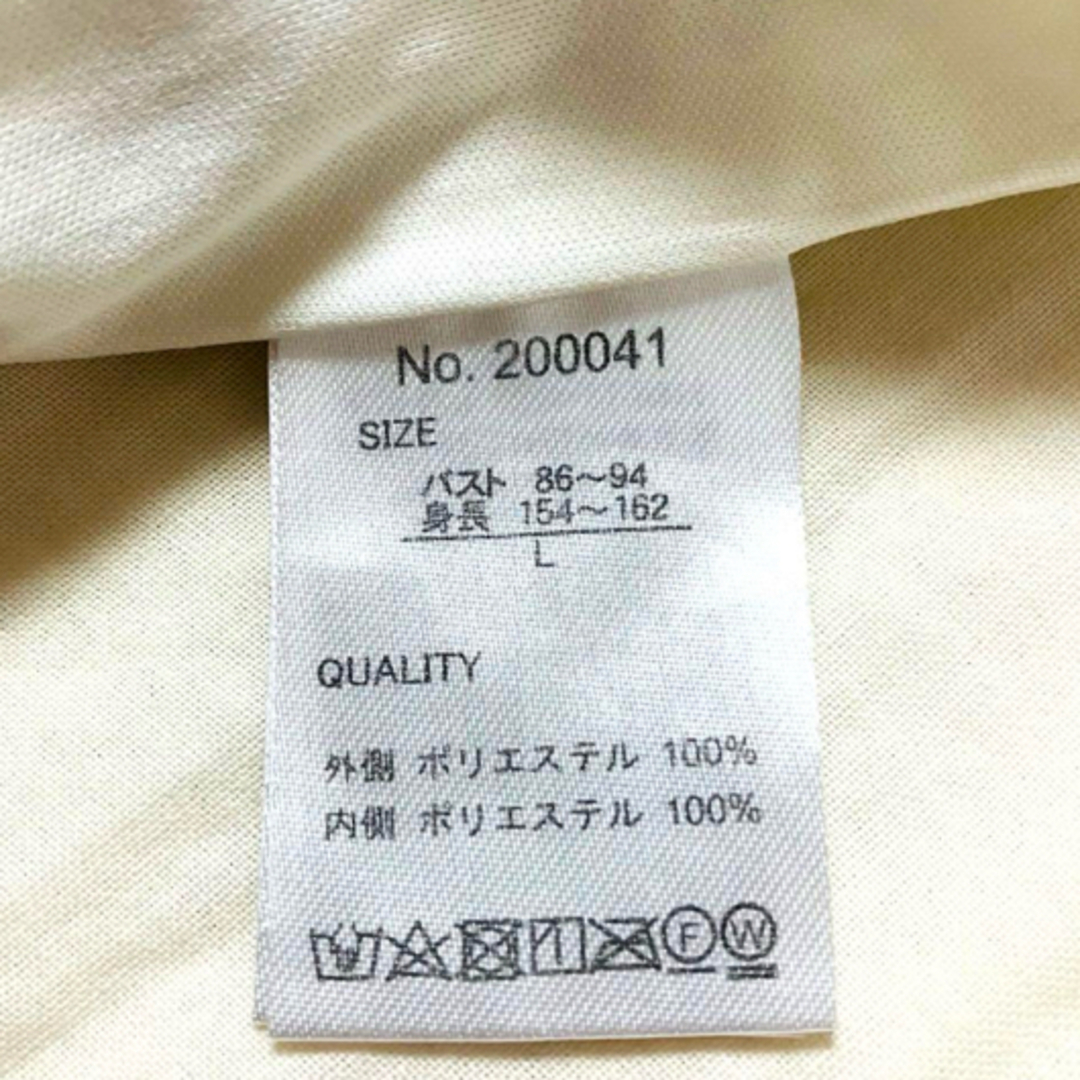 No. 200041
SIZE
バスト 86～94
身長 154～162
L
QUALITY
外側 ポリエステル 100%
内側 ポリエステル 100%
F W